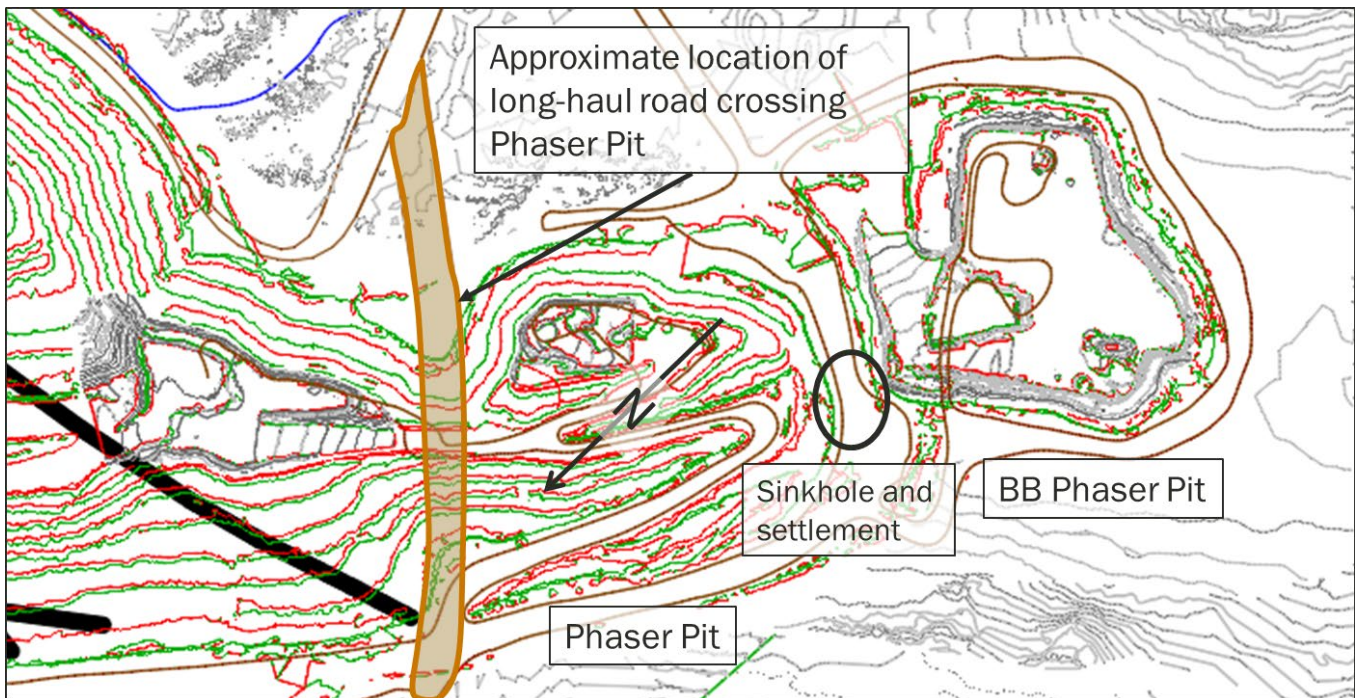 Approximate location of
long-haul road crossing
Phaser Pit
N
Sinkhole and
settlement
BB Phaser Pit
Phaser Pit